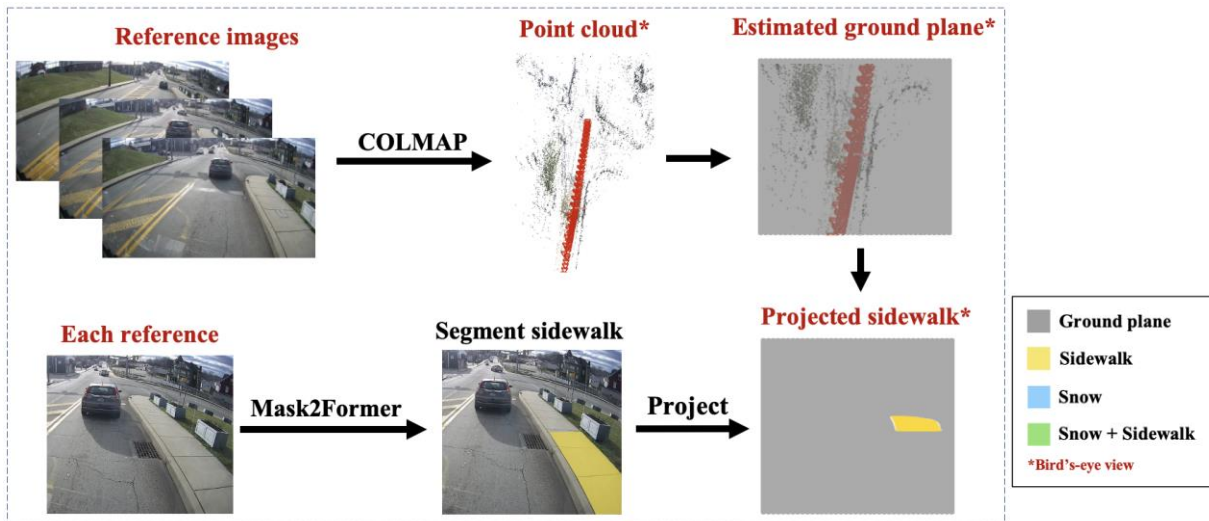 Reference images
Point cloud*
Estimated ground plane*
COLMAP
Each reference
Segment sidewalk
Projected sidewalk*
Mask2Former
Project
Ground plane
Sidewalk
Snow
Snow + Sidewalk
*Bird's-eye view